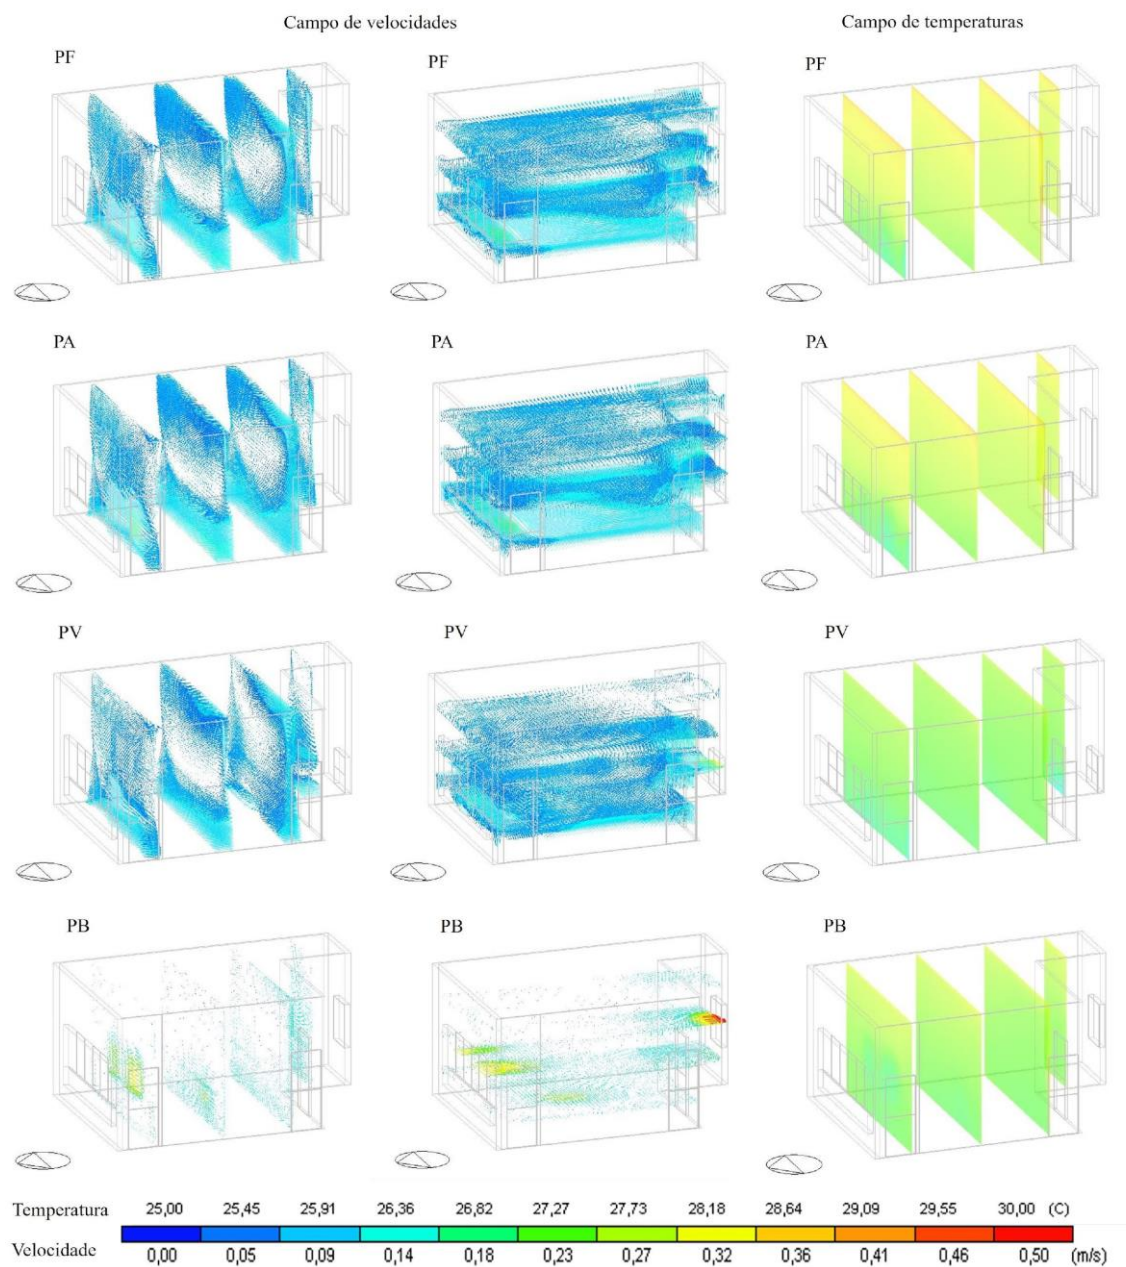 Campo de velocidades Campo de temperaturas
PF PF PF
PA PA PA
PV PV PV
PB PB PB
Temperatura 25,00 25,45 25,91 26,36 26,82 27,27 27,73 28,18 28,64 29,09 29,55 30,00 (C)
Velocidade 0,00 0,05 0,09 0,14 0,18 0,23 0,27 0,32 0,36 0,41 0,46 0,50 (m/s)